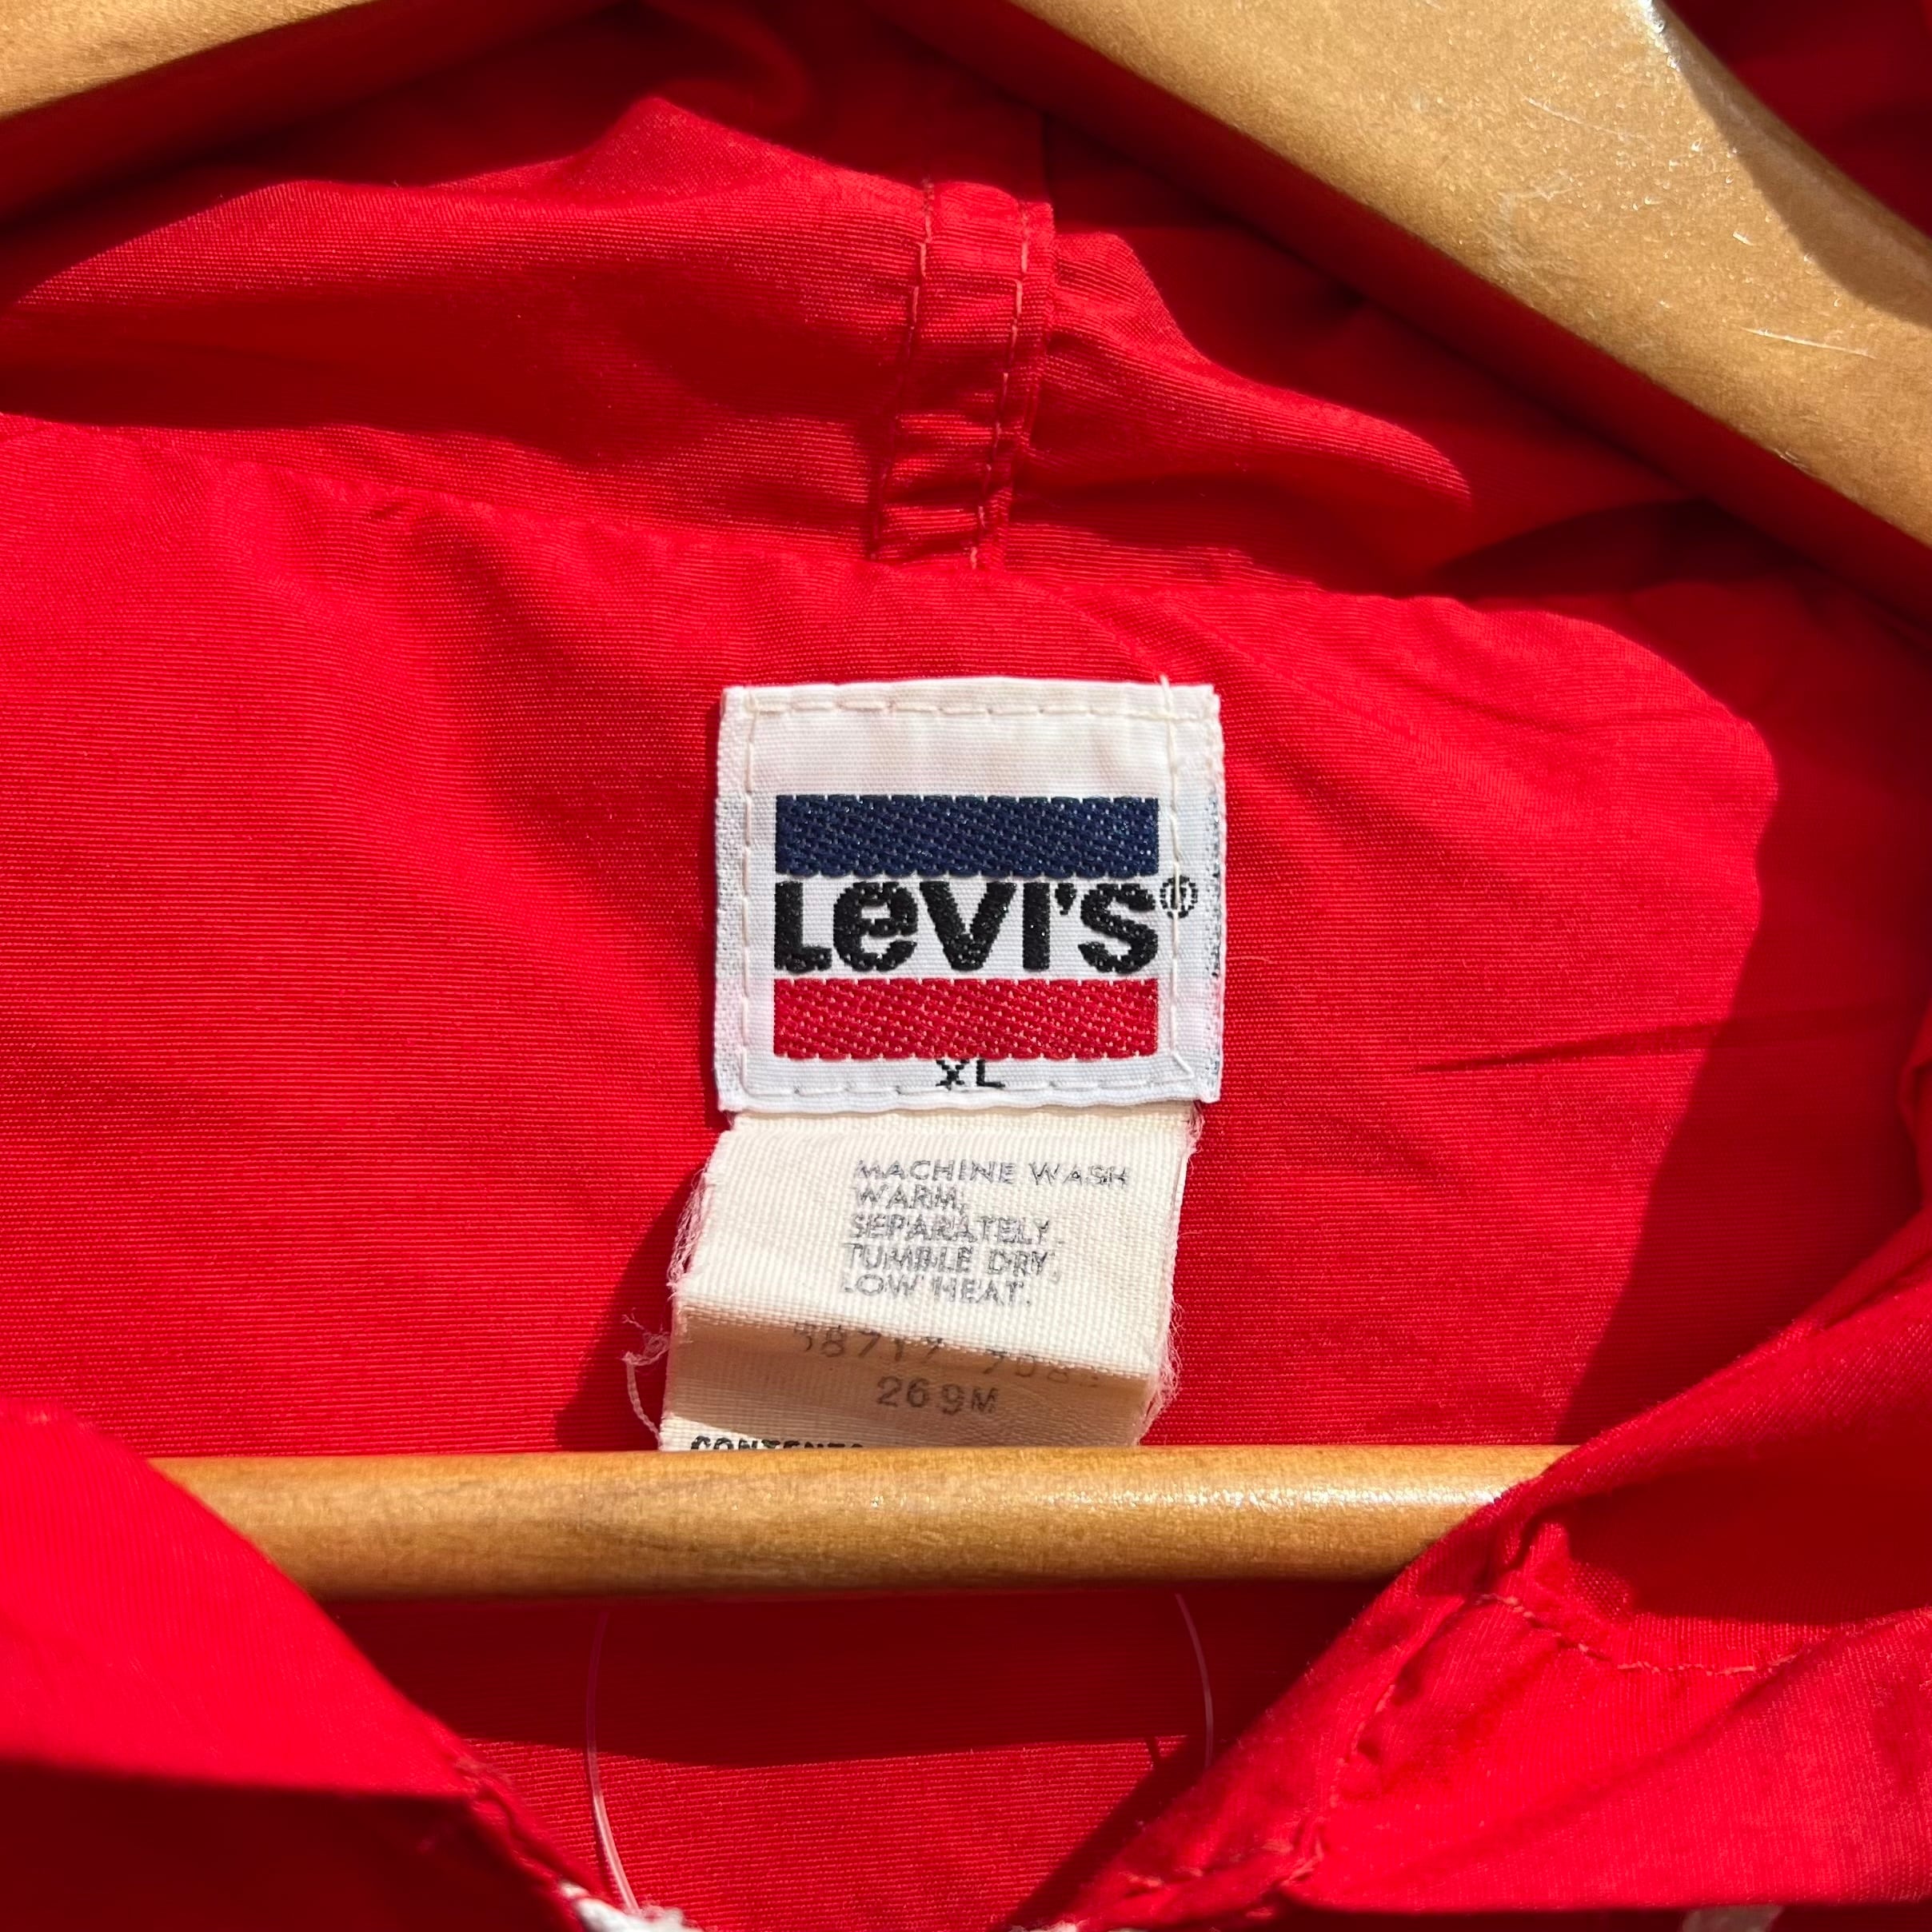 LeVI'S®
XL
MACHINE WASH
WARM,
SEPARATELY.
TUMBLE DRY,
LOW HEAT.
269M